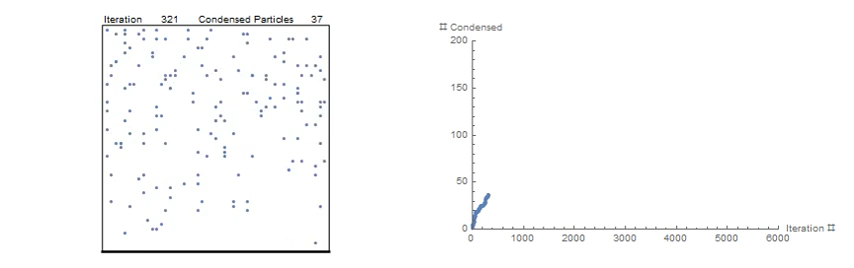 Iteration 321 Condensed Particles 37
⌗ Condensed
200
150
100
50
0
0 1000 2000 3000 4000 5000 6000
Iteration ⌗